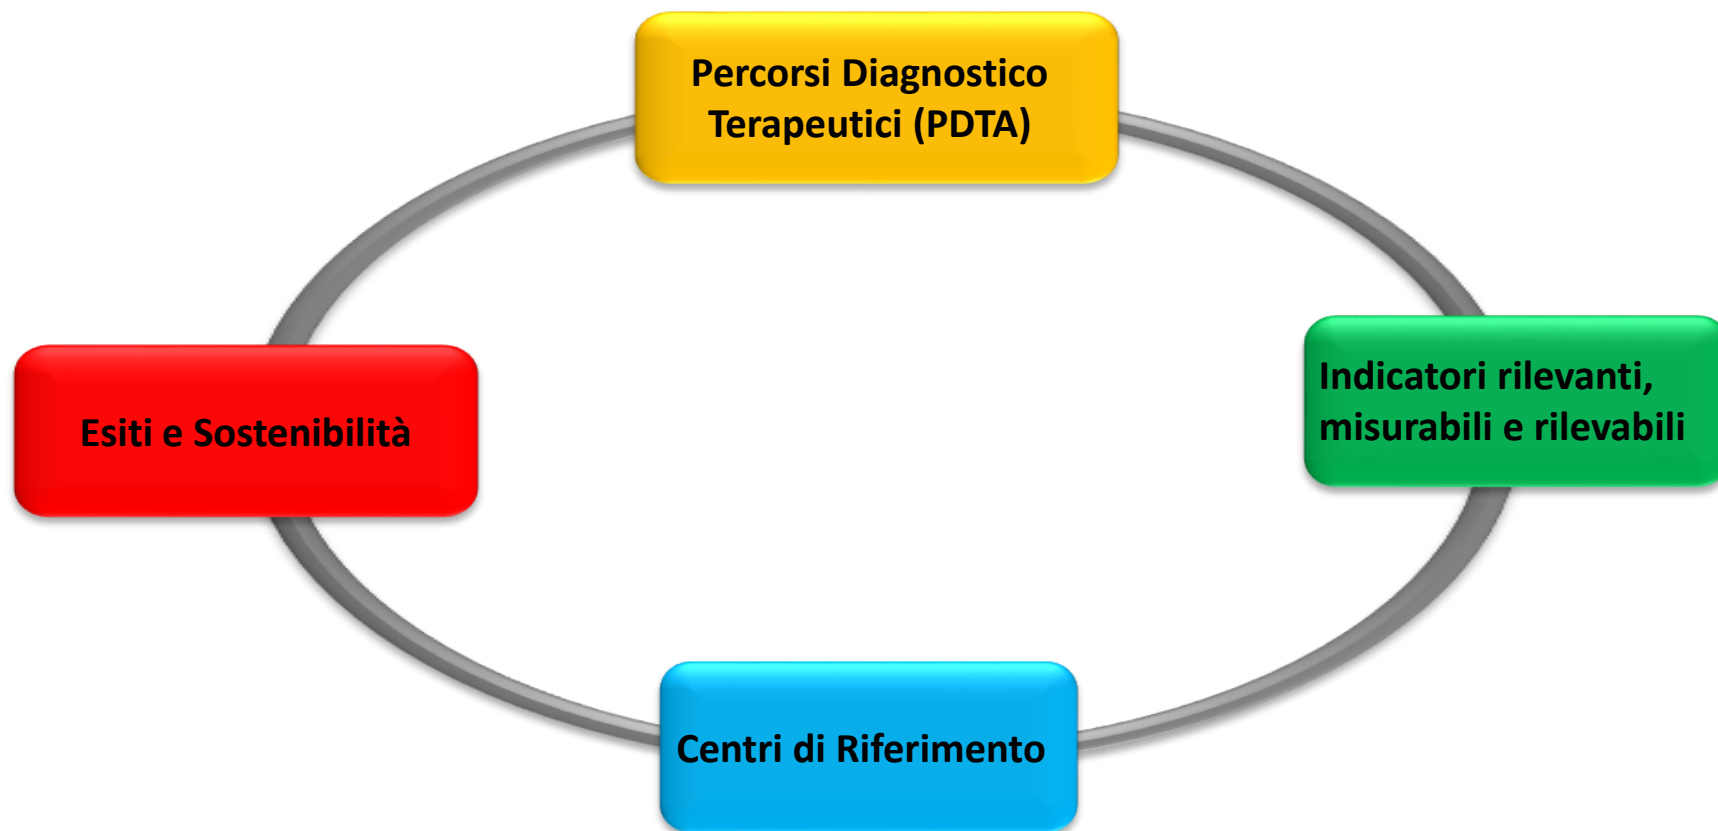 Percorsi Diagnostico
Terapeutici (PDTA)
Indicatori rilevanti,
misurabili e rilevabili
Esiti e Sostenibilità
Centri di Riferimento